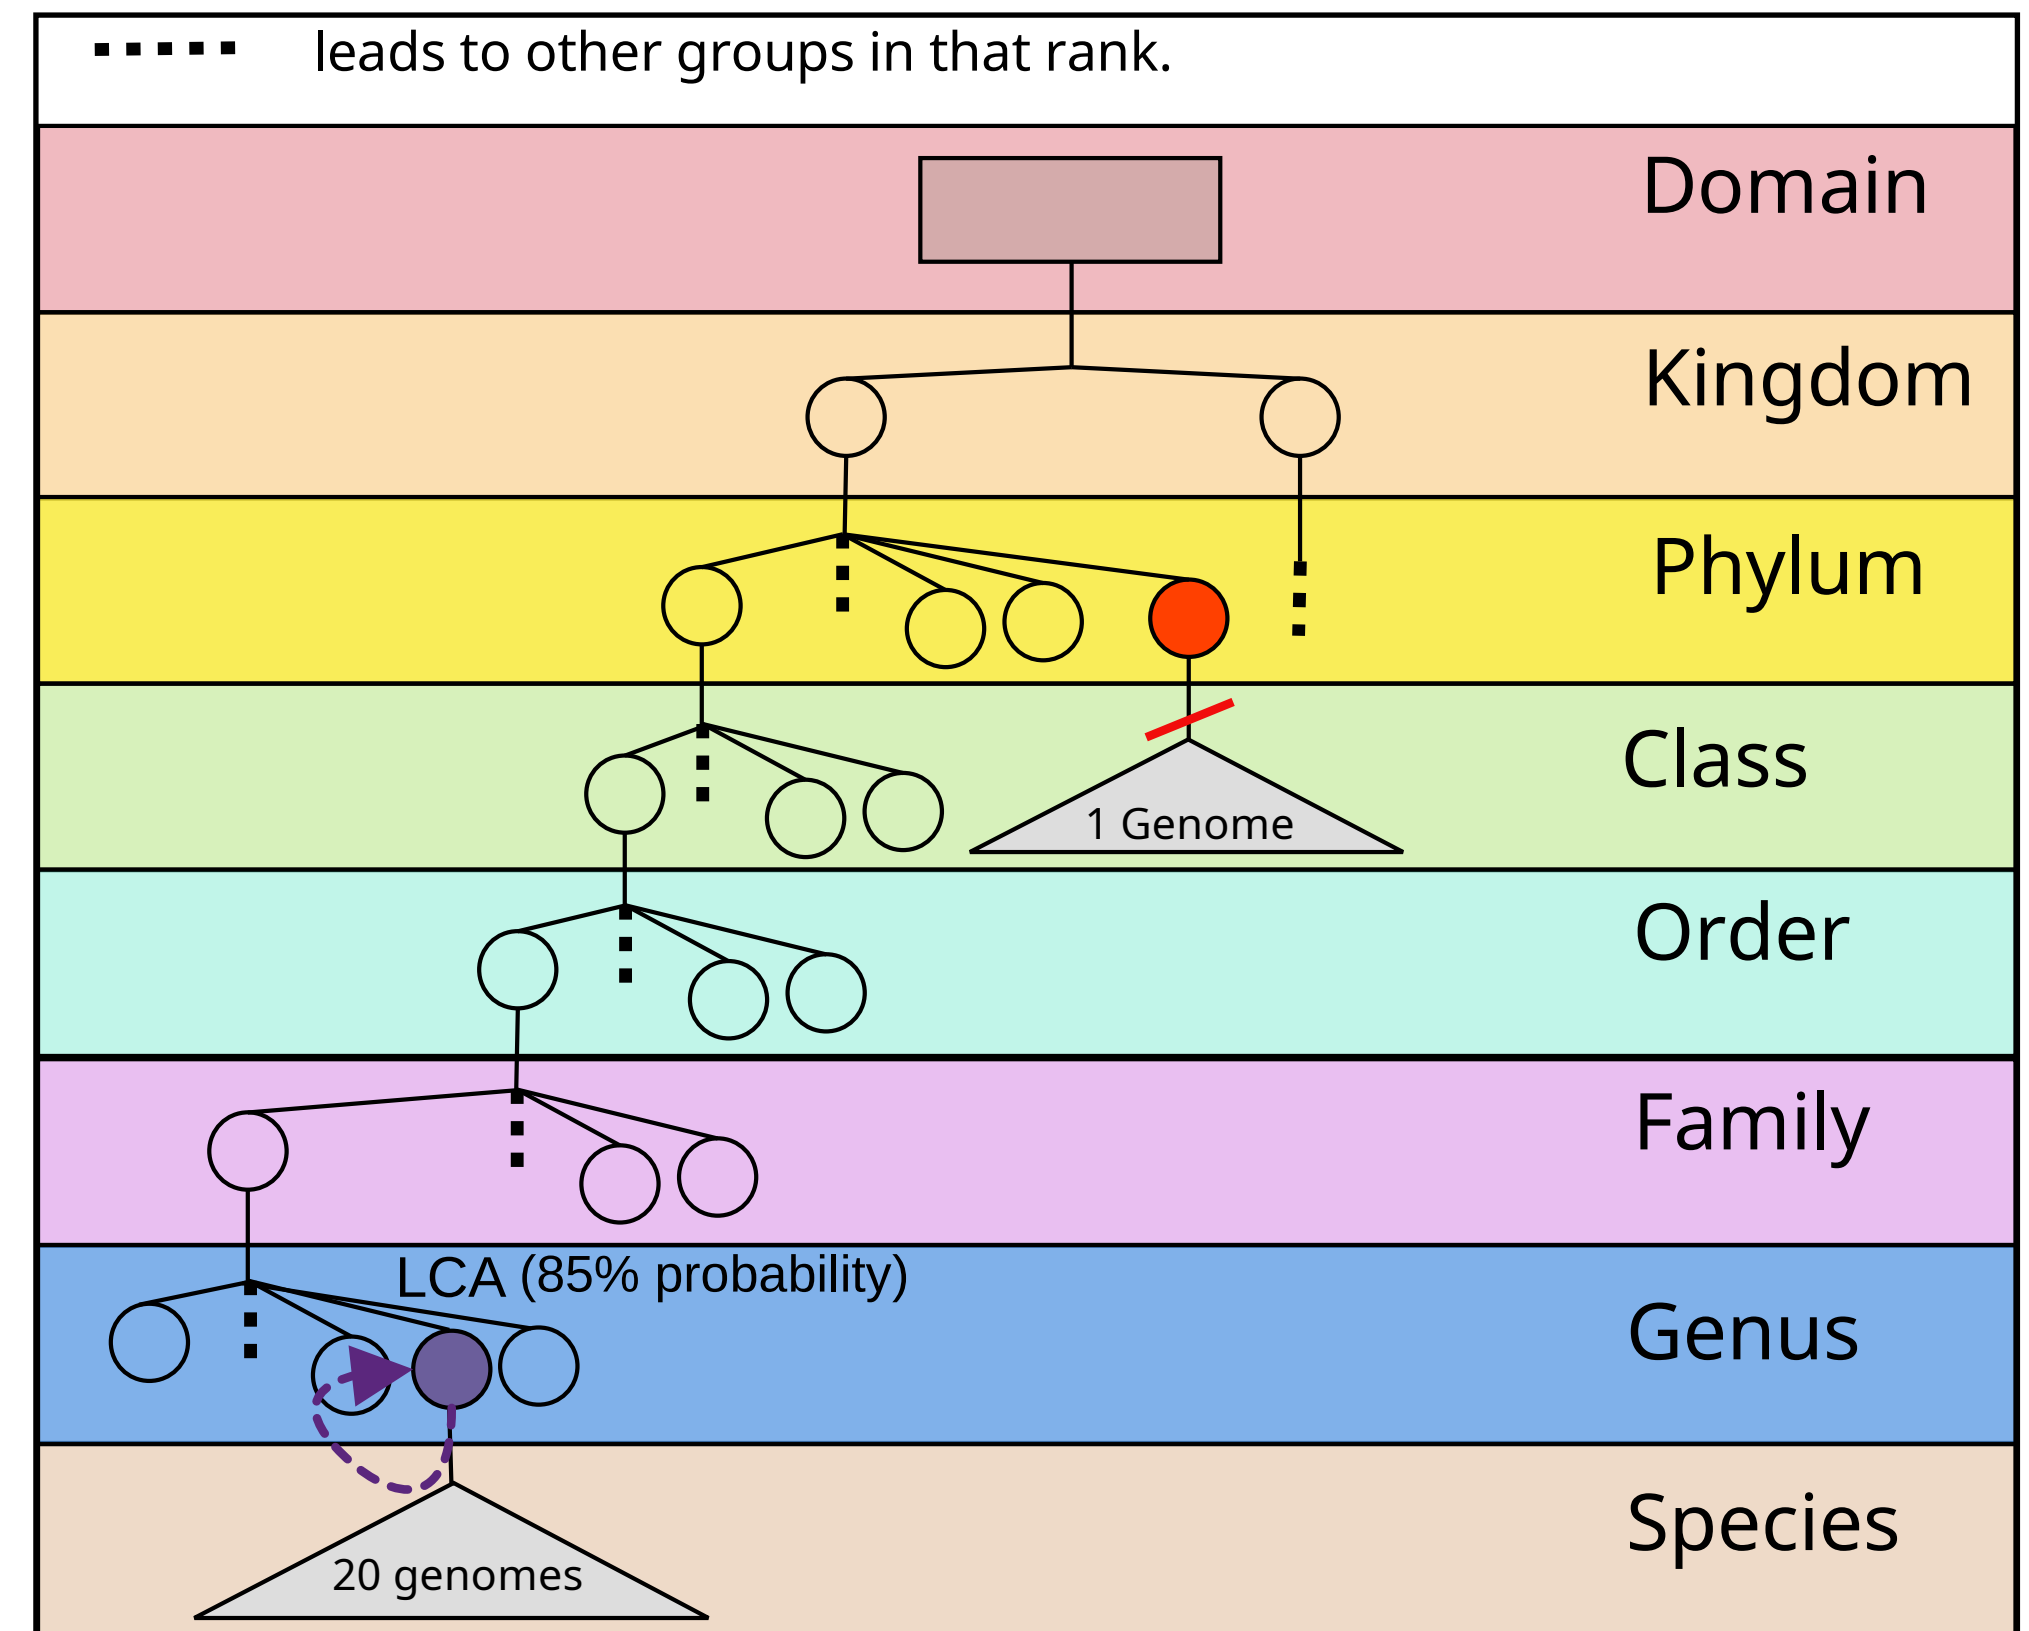 leads to other groups in that rank.
Domain
Kingdom
Phylum
Class
1 Genome
Order
Family
LCA (85% probability)
Genus
Species
20 genomes